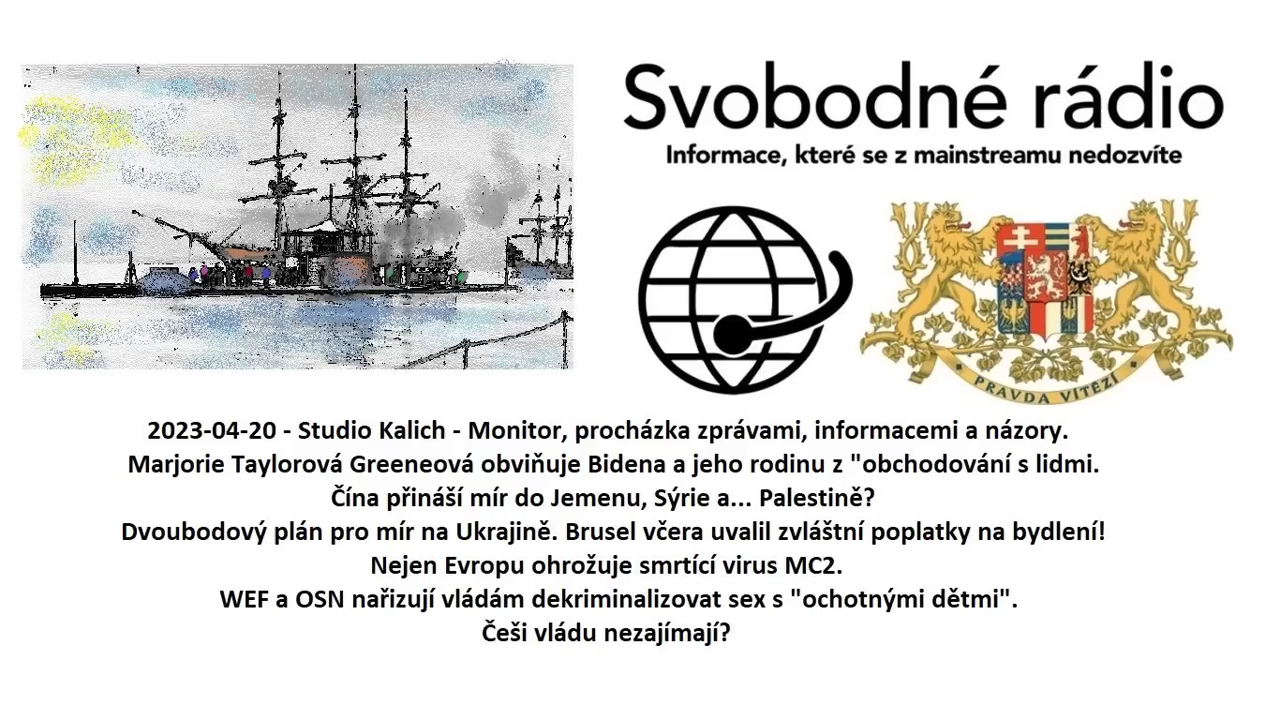 Svobodné rádio
Informace, které se z mainstreamu nedozvíte
PRAVDA VÍTĚZÍ
2023-04-20 - Studio Kalich - Monitor, procházka zprávami, informacemi a názory.
Marjorie Taylorová Greeneová obviňuje Bidena a jeho rodinu z "obchodování s lidmi.
Čína přináší mír do Jemenu, Sýrie a... Palestině?
Dvoubodový plán pro mír na Ukrajině. Brusel včera uvalil zvláštní poplatky na bydlení!
Nejen Evropu ohrožuje smrtící virus MC2.
WEF a OSN nařizují vládám dekriminalizovat sex s "ochotnými dětmi".
Češi vládu nezajímají?